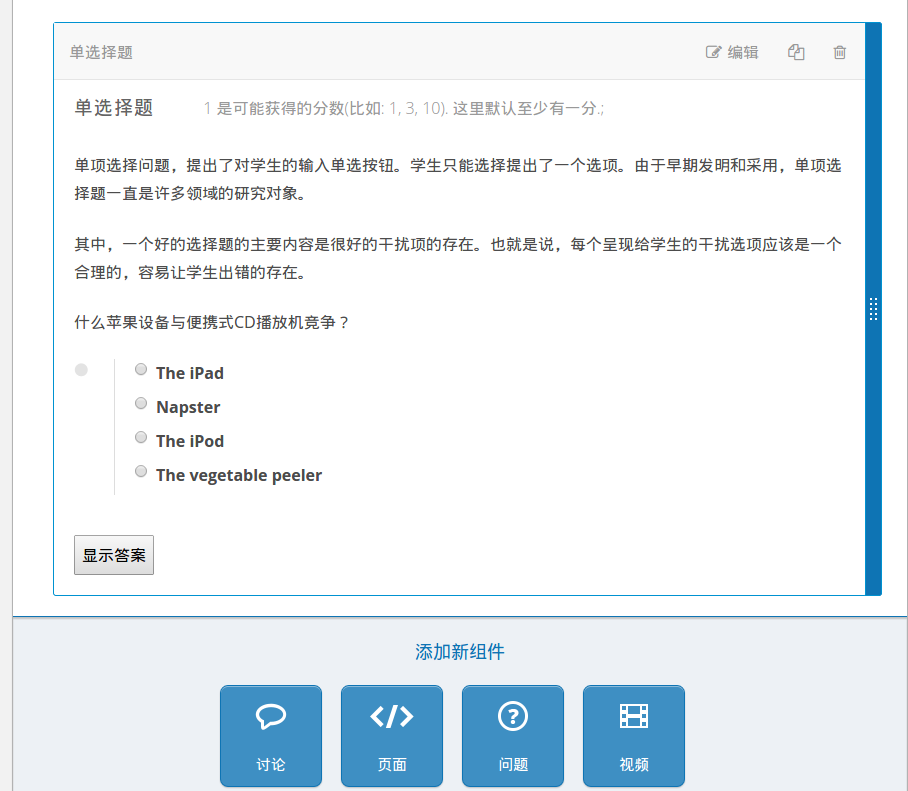 单选择题 编辑
单选择题 1 是可能获得的分数(比如: 1, 3, 10). 这里默认至少有一分.;
单项选择问题，提出了对学生的输入单选按钮。学生只能选择提出了一个选项。由于早期发明和采用，单项选
择题一直是许多领域的研究对象。
其中，一个好的选择题的主要内容是很好的干扰项的存在。也就是说，每个呈现给学生的干扰选项应该是一个
合理的，容易让学生出错的存在。
什么苹果设备与便携式CD播放机竞争？
The iPad
Napster
The iPod
The vegetable peeler
显示答案
添加新组件
讨论 页面 问题 视频